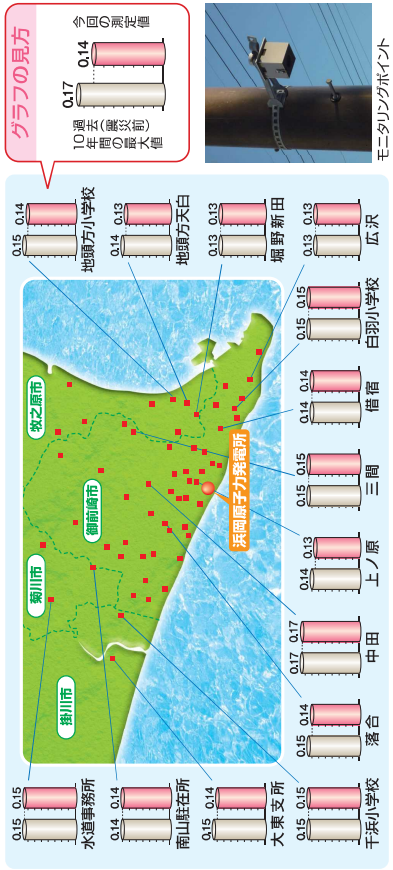 グラフの見方
0.17 0.14
過去(震災前)
10年間の最大値
今回の測定値
モニタリングポイント
0.15 0.15
水道事務所
0.14 0.14
南山駐在所
0.15 0.14
大東支所
0.15 0.15
千浜小学校
掛川市
菊川市
御前崎市
牧之原市
浜岡原子力発電所
0.15 0.14
地頭方小学校
0.14 0.13
地頭方天白
0.13 0.13
堀野新田
0.13 0.13
広沢
0.15 0.14
落合
0.17 0.17
中田
0.14 0.13
上ノ原
0.15 0.15
三間
0.14 0.14
借宿
0.15 0.15
白羽小学校